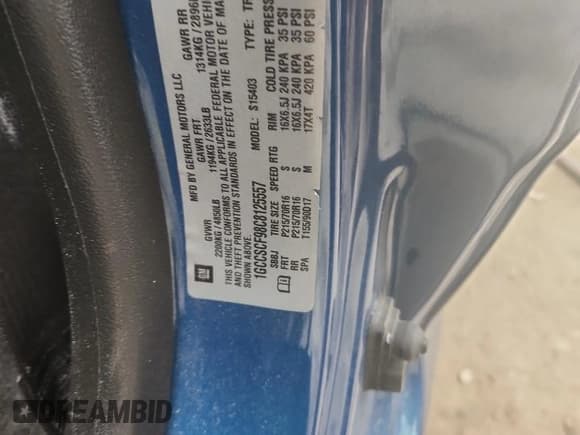 MFD BY GENERAL MOTORS LLC
GVWR GAWR FRT GAWR RR
2200KG / 4850LB 1194KG / 2633LB 1314KG / 2896
THIS VEHICLE CONFORMS TO ALL APPLICABLE FEDERAL MOTOR VEHI
AND THEFT PREVENTION STANDARDS IN EFFECT ON THE DATE OF MA
SHOWN ABOVE.
1GCCSCF98C8125557 MODEL: S15403 TYPE: TR
SBBJ TIRE SIZE SPEED RTG RIM COLD TIRE PRESS
FRT P215/70R16 S 16X6.5J 240 KPA 35 PSI
RR P215/70R16 S 16X6.5J 240 KPA 35 PSI
SPA T155/90D17 M 17X4T 420 KPA 60 PSI
GM
DREAMBID